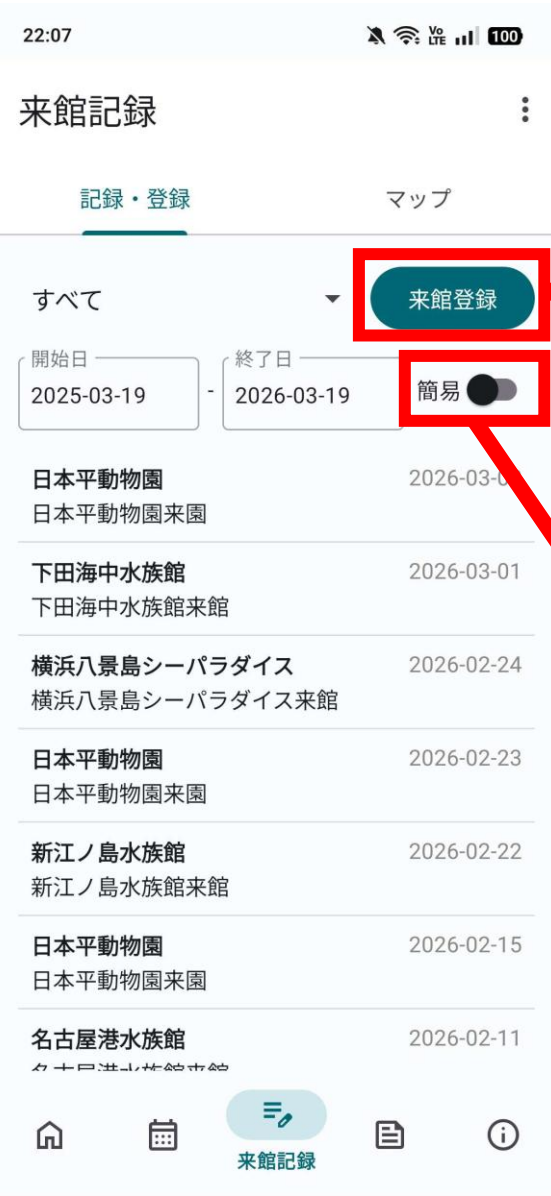 22:07 Vo LTE 100
来館記録
記録・登録 マップ
すべて 来館登録
開始日 終了日
2025-03-19 - 2026-03-19 簡易
日本平動物園 2026-03-
日本平動物園来園
下田海中水族館 2026-03-01
下田海中水族館来館
横浜八景島シーパラダイス 2026-02-24
横浜八景島シーパラダイス来館
日本平動物園 2026-02-23
日本平動物園来園
新江ノ島水族館 2026-02-22
新江ノ島水族館来館
日本平動物園 2026-02-15
日本平動物園来園
名古屋港水族館 2026-02-11
来館記録